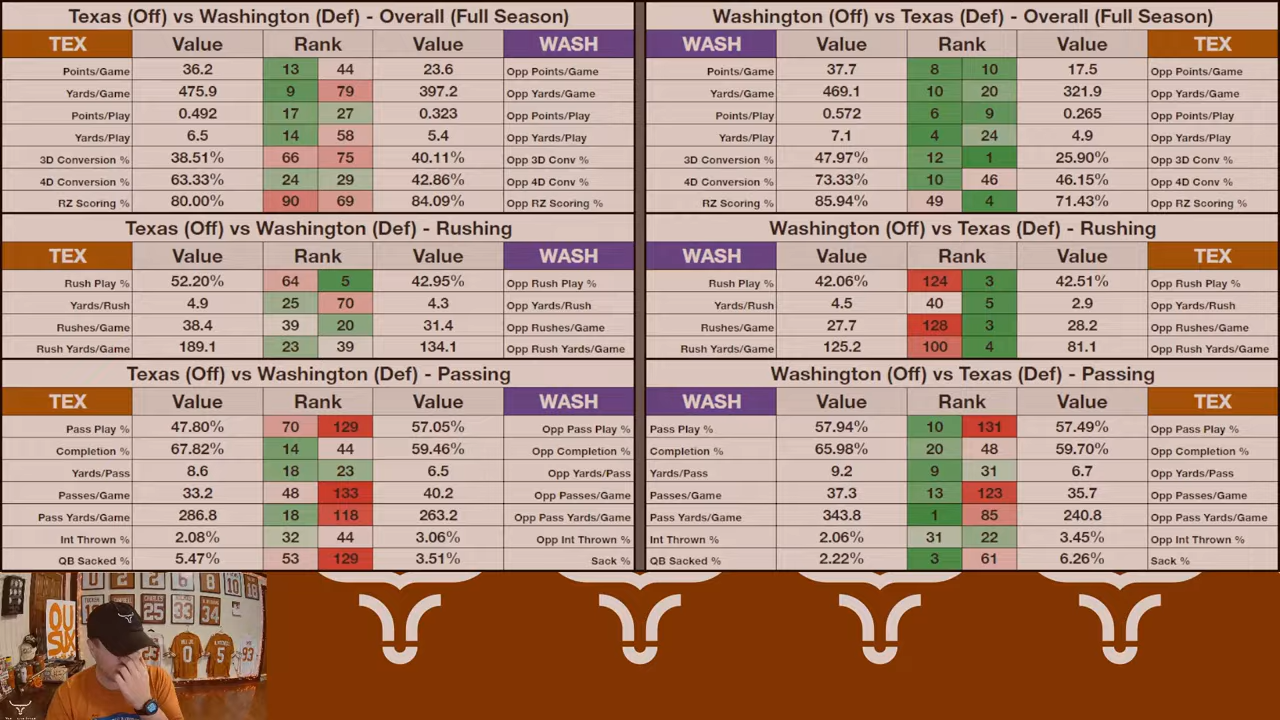 Texas (Off) vs Washington (Def) - Overall (Full Season)
TEX Value Rank Value WASH
Points/Game 36.2 13 44 23.6 Opp Points/Game
Yards/Game 475.9 9 79 397.2 Opp Yards/Game
Points/Play 0.492 17 27 0.323 Opp Points/Play
Yards/Play 6.5 14 58 5.4 Opp Yards/Play
3D Conversion % 38.51% 66 75 40.11% Opp 3D Conv %
4D Conversion % 63.33% 24 29 42.86% Opp 4D Conv %
RZ Scoring % 80.00% 90 69 84.09% Opp RZ Scoring %
Texas (Off) vs Washington (Def) - Rushing
TEX Value Rank Value WASH
Rush Play % 52.20% 64 5 42.95% Opp Rush Play %
Yards/Rush 4.9 25 70 4.3 Opp Yards/Rush
Rushes/Game 38.4 39 20 31.4 Opp Rushes/Game
Rush Yards/Game 189.1 23 39 134.1 Opp Rush Yards/Game
Texas (Off) vs Washington (Def) - Passing
TEX Value Rank Value WASH
Pass Play % 47.80% 70 129 57.05% Opp Pass Play %
Completion % 67.82% 14 44 59.46% Opp Completion %
Yards/Pass 8.6 18 23 6.5 Opp Yards/Pass
Passes/Game 33.2 48 133 40.2 Opp Passes/Game
Pass Yards/Game 286.8 18 118 263.2 Opp Pass Yards/Game
Int Thrown % 2.08% 32 44 3.06% Opp Int Thrown %
QB Sacked % 5.47% 53 129 3.51% Sack %
Washington (Off) vs Texas (Def) - Overall (Full Season)
WASH Value Rank Value TEX
Points/Game 37.7 8 10 17.5 Opp Points/Game
Yards/Game 469.1 10 20 321.9 Opp Yards/Game
Points/Play 0.572 6 9 0.265 Opp Points/Play
Yards/Play 7.1 4 24 4.9 Opp Yards/Play
3D Conversion % 47.97% 12 1 25.90% Opp 3D Conv %
4D Conversion % 73.33% 10 46 46.15% Opp 4D Conv %
RZ Scoring % 85.94% 49 4 71.43% Opp RZ Scoring %
Washington (Off) vs Texas (Def) - Rushing
WASH Value Rank Value TEX
Rush Play % 42.06% 124 3 42.51% Opp Rush Play %
Yards/Rush 4.5 40 5 2.9 Opp Yards/Rush
Rushes/Game 27.7 128 3 28.2 Opp Rushes/Game
Rush Yards/Game 125.2 100 4 81.1 Opp Rush Yards/Game
Washington (Off) vs Texas (Def) - Passing
WASH Value Rank Value TEX
Pass Play % 57.94% 10 131 57.49% Opp Pass Play %
Completion % 65.98% 20 48 59.70% Opp Completion %
Yards/Pass 9.2 9 31 6.7 Opp Yards/Pass
Passes/Game 37.3 13 123 35.7 Opp Passes/Game
Pass Yards/Game 343.8 1 85 240.8 Opp Pass Yards/Game
Int Thrown % 2.06% 31 22 3.45% Opp Int Thrown %
QB Sacked % 2.22% 3 61 6.26% Sack %
OU
SUX
25
33
34
23
0
5
93